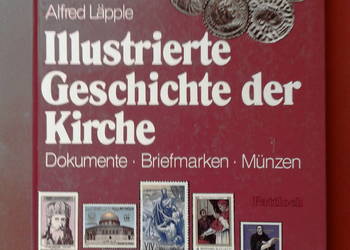 Alfred Läpple
Illustrierte
Geschichte der
Kirche
Dokumente · Briefmarken · Münzen
Pattloch